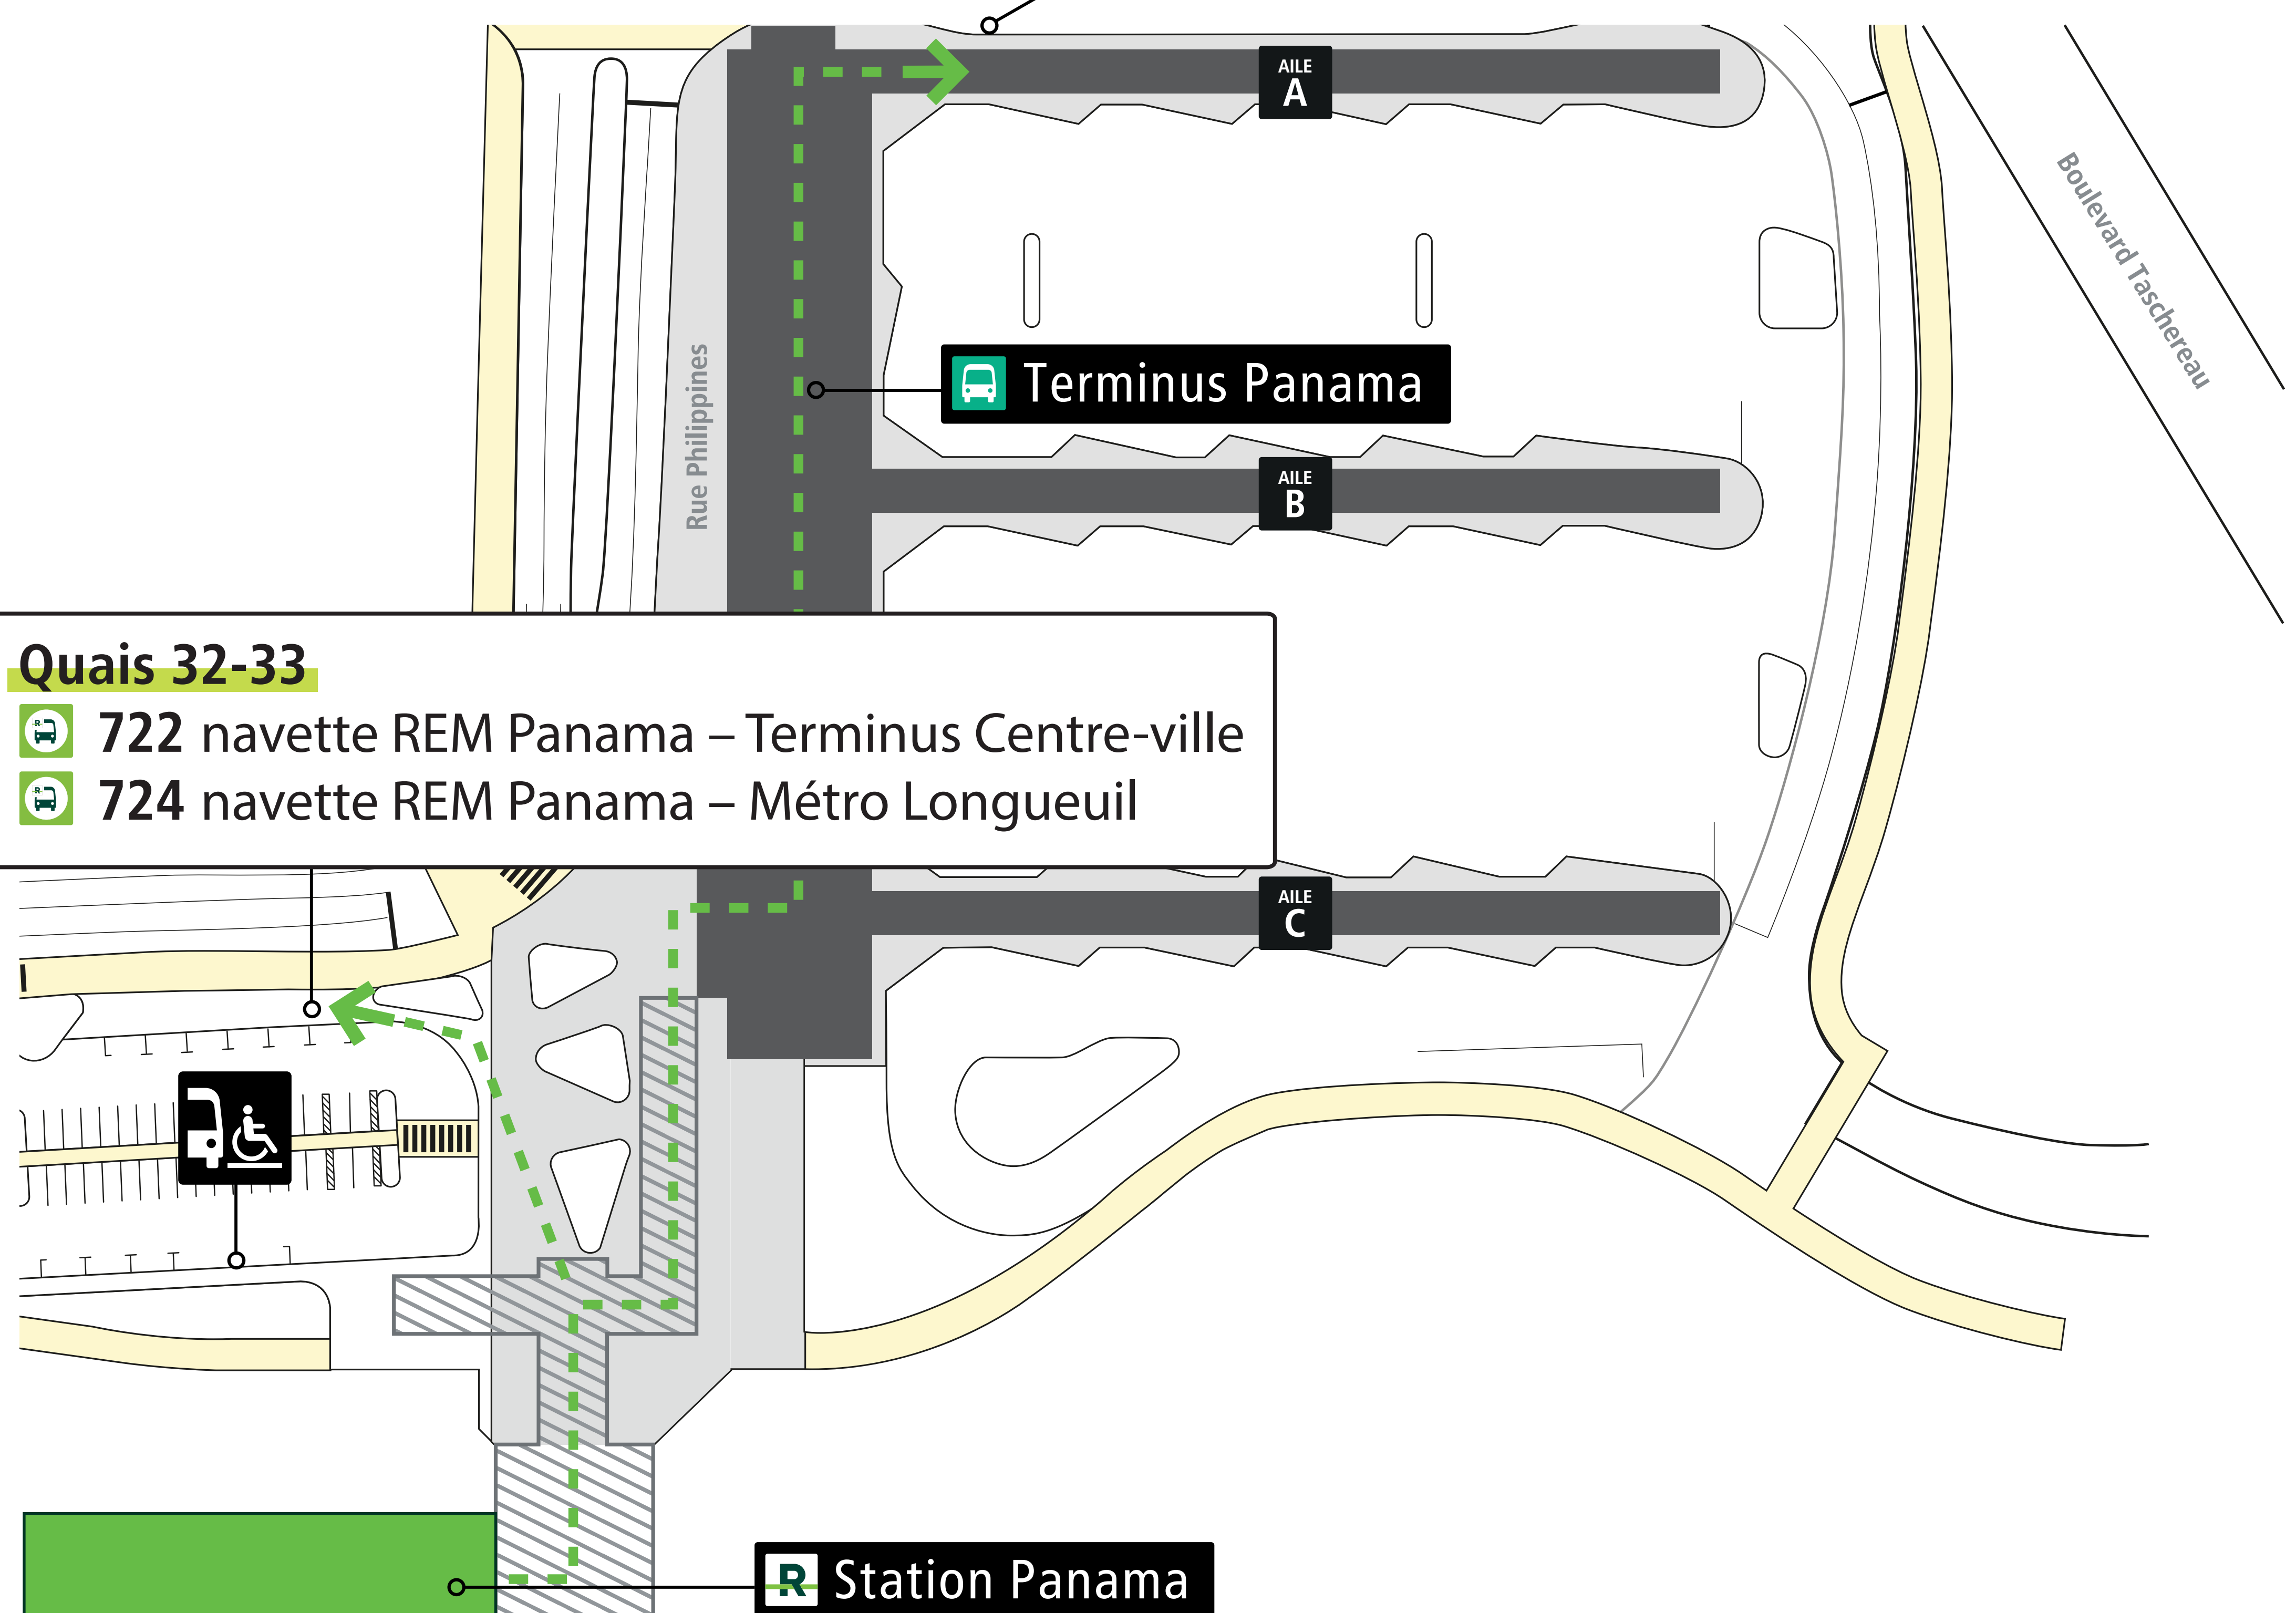 AILE
A
Boulevard Taschereau
Rue Philippines
Terminus Panama
AILE
B
Quais 32-33
R
722 navette REM Panama – Terminus Centre-ville
R
724 navette REM Panama – Métro Longueuil
AILE
C
R
Station Panama